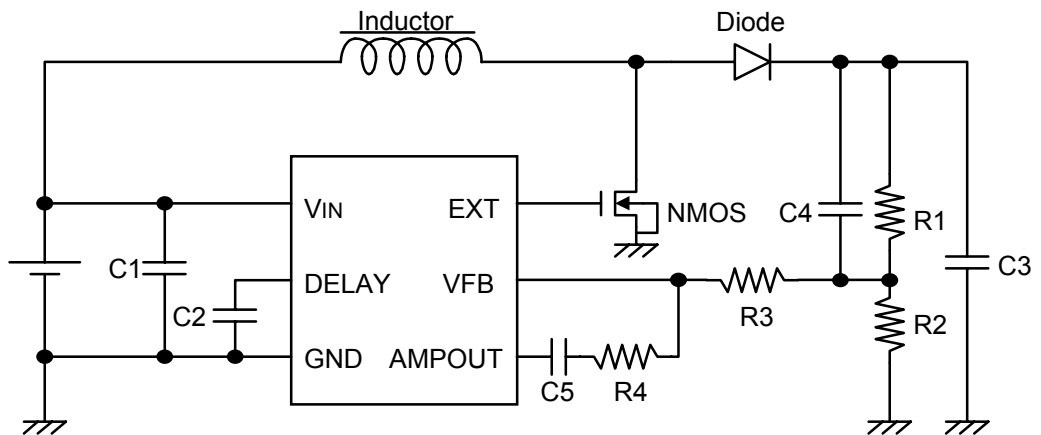 Inductor
Diode
VIN
EXT
NMOS
C4
R1
C1
C3
DELAY
VFB
C2
R3
R2
GND
AMPOUT
C5
R4